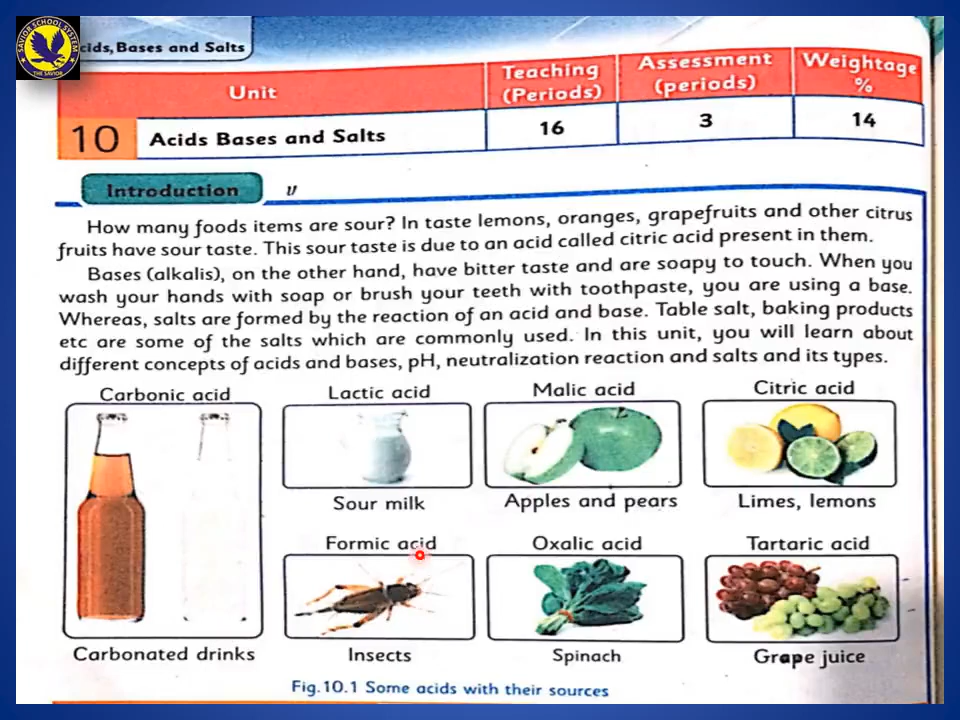 SAVIOR SCHOOL SYSTEM
THE SAVIOR
cids, Bases and Salts
Unit
Teaching (Periods)
Assessment (periods)
Weightage %
10 Acids Bases and Salts 16 3 14
Introduction
How many foods items are sour? In taste lemons, oranges, grapefruits and other citrus
fruits have sour taste. This sour taste is due to an acid called citric acid present in them.
Bases (alkalis), on the other hand, have bitter taste and are soapy to touch. When you
wash your hands with soap or brush your teeth with toothpaste, you are using a base.
Whereas, salts are formed by the reaction of an acid and base. Table salt, baking products
etc are some of the salts which are commonly used. In this unit, you will learn about
different concepts of acids and bases, pH, neutralization reaction and salts and its types.
Carbonic acid Lactic acid Malic acid Citric acid
Sour milk Apples and pears Limes, lemons
Formic acid Oxalic acid Tartaric acid
Carbonated drinks Insects Spinach Grape juice
Fig.10.1 Some acids with their sources